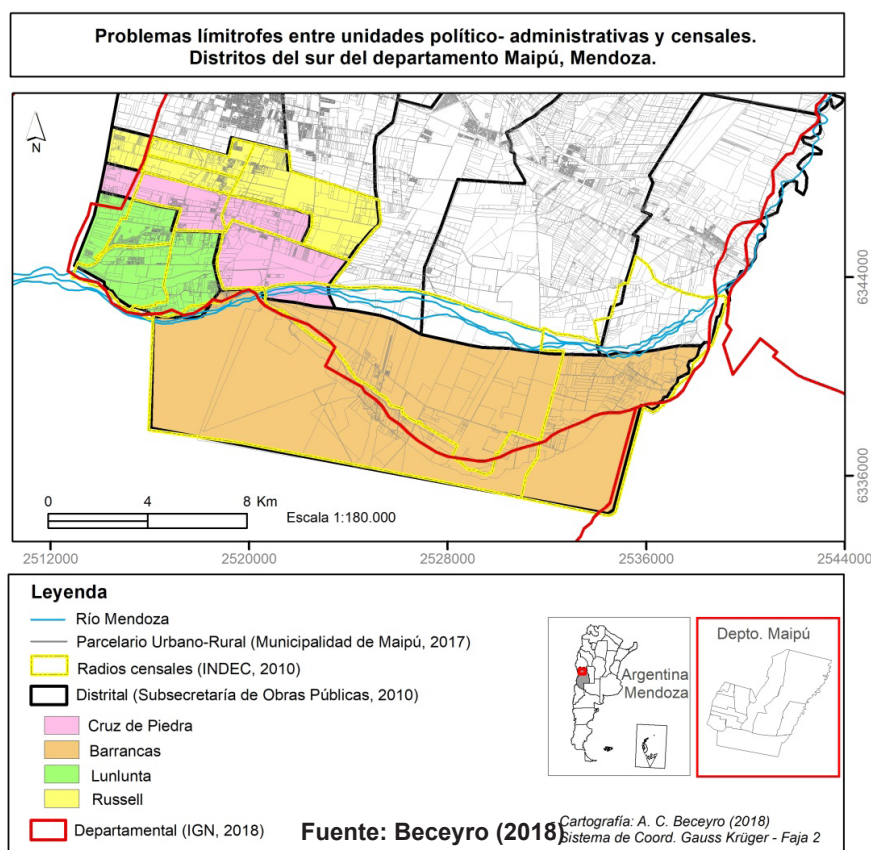 Problemas límitrofes entre unidades político- administrativas y censales.
Distritos del sur del departamento Maipú, Mendoza.
N
6344000
6336000
0 4 8 Km
Escala 1:180.000
2512000 2520000 2528000 2536000 2544000
Leyenda
Río Mendoza
Parcelario Urbano-Rural (Municipalidad de Maipú, 2017)
Radios censales (INDEC, 2010)
Distrital (Subsecretaría de Obras Públicas, 2010)
Cruz de Piedra
Barrancas
Lunlunta
Russell
Departamental (IGN, 2018)
Argentina
Mendoza
Depto. Maipú
Fuente: Beceyro (2018)
Cartografía: A. C. Beceyro (2018)
Sistema de Coord. Gauss Krüger - Faja 2